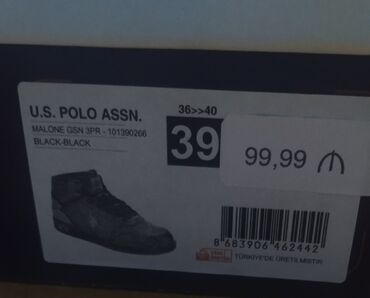 U.S. POLO ASSN.
MALONE GSN 3PR - 101390266
BLACK-BLACK
36>>40
39
99,99 ₼
8 683906 462442
TÜRKİYE'DE ÜRETİLMİŞTİR